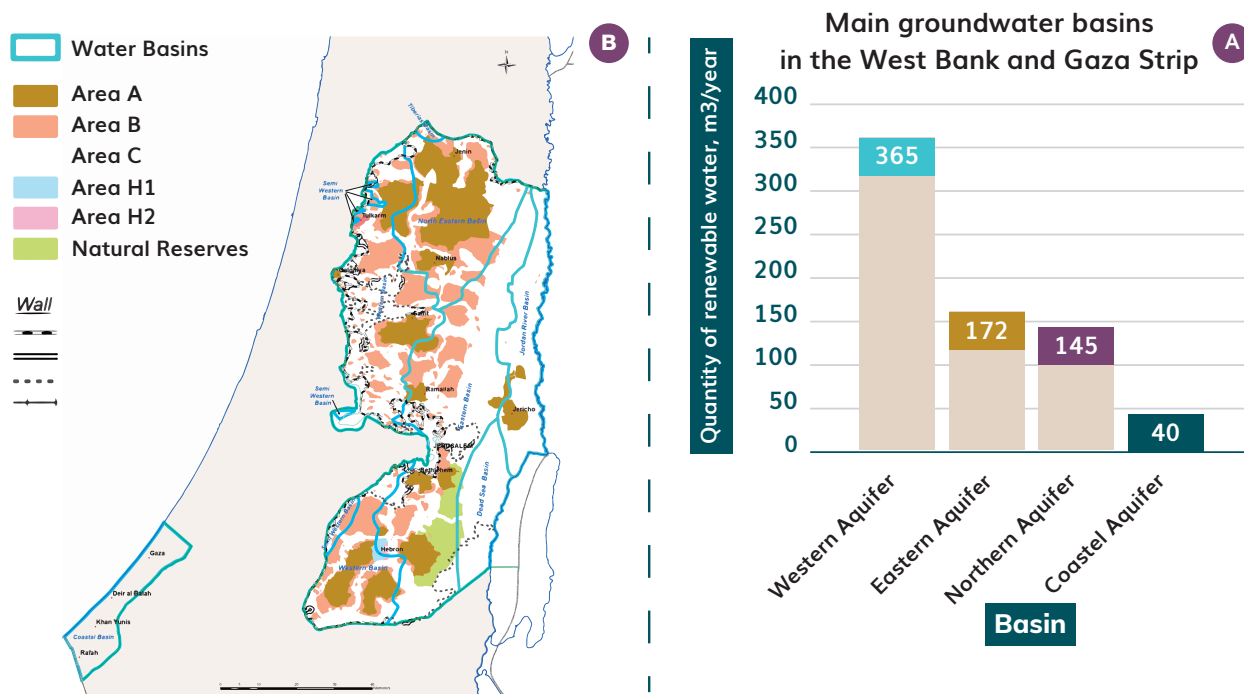 Water Basins
Area A
Area B
Area C
Area H1
Area H2
Natural Reserves
Wall
B
N
Jenin
Semi
Western
Basin
Tulkarm
North Eastern Basin
Nablus
Western Basin
Salfit
Jordan River Basin
Semi
Western
Basin
Ramallah
Eastern Basin
Jericho
JERUSALEM
Bethlehem
Dead Sea Basin
Hebron
Western Basin
Gaza
Deir al Balah
Khan Yunis
Coastal Basin
Rafah
Main groundwater basins
in the West Bank and Gaza Strip
A
Quantity of renewable water, m3/year
400
350
300
250
200
150
100
50
0
365
172
145
40
Western Aquifer
Eastern Aquifer
Northern Aquifer
Coastel Aquifer
Basin